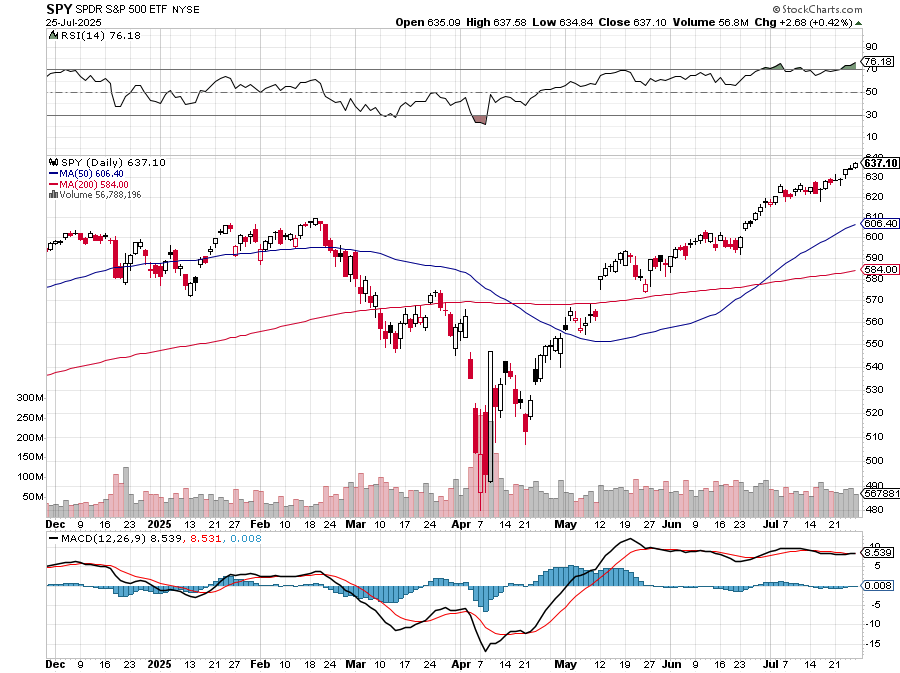 SPY SPDR S&P 500 ETF NYSE
© StockCharts.com
25-Jul-2025
Open 635.09 High 637.58 Low 634.84 Close 637.10 Volume 56.8M Chg +2.68 (+0.42%)
RSI(14) 76.18
90
76.18
70
50
30
10
SPY (Daily) 637.10
MA(50) 606.40
MA(200) 584.00
Volume 56,788,196
637.10
630
620
610
606.40
600
590
584.00
580
570
560
550
540
530
520
510
500
490
567881
480
300M
250M
200M
150M
100M
50M
Dec 9 16 23 2025 13 21 27 Feb 10 18 24 Mar 10 17 24 Apr 7 14 21 May 12 19 27 Jun 9 16 23 Jul 7 14 21
MACD(12,26,9) 8.539, 8.531, 0.008
10
8.539
5
0.008
-5
-10
-15
Dec 9 16 23 2025 13 21 27 Feb 10 18 24 Mar 10 17 24 Apr 7 14 21 May 12 19 27 Jun 9 16 23 Jul 7 14 21